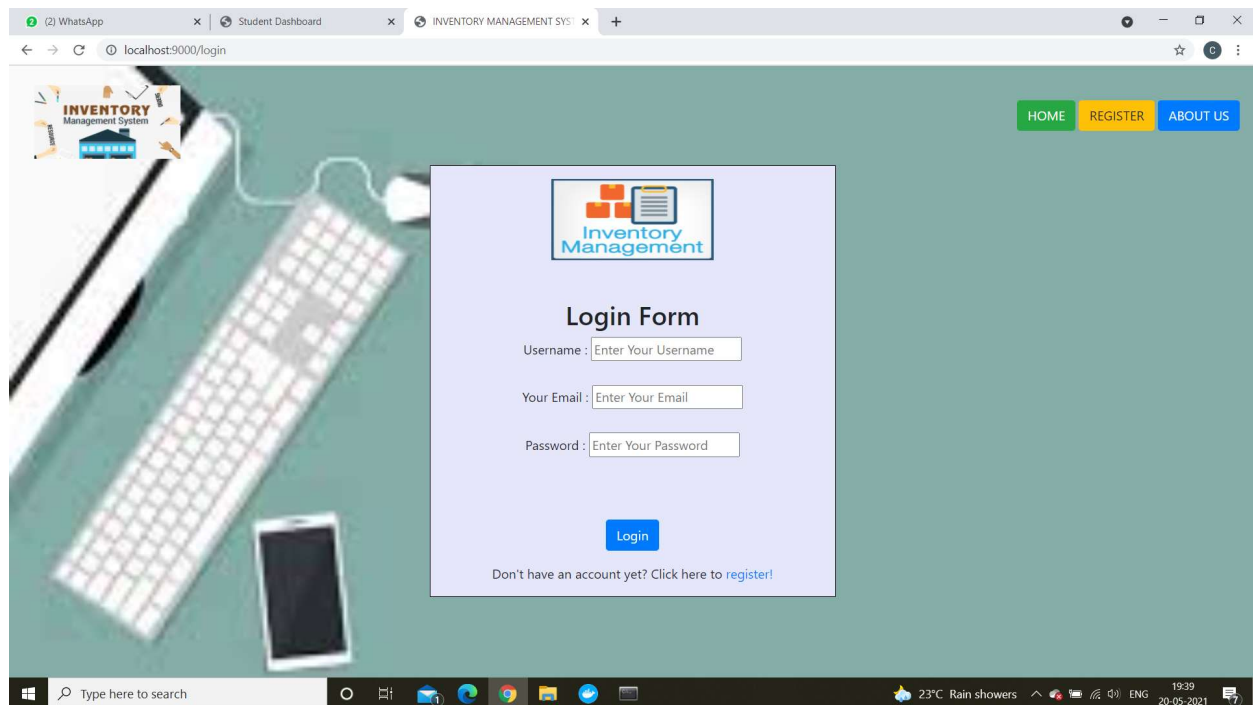 (2) WhatsApp
Student Dashboard
INVENTORY MANAGEMENT SYS
localhost:9000/login
C
INVENTORY
Management System
HOME
REGISTER
ABOUT US
Inventory
Management
Login Form
Username : Enter Your Username
Your Email : Enter Your Email
Password : Enter Your Password
Login
Don't have an account yet? Click here to register!
Type here to search
23°C Rain showers
ENG
19:39
20-05-2021